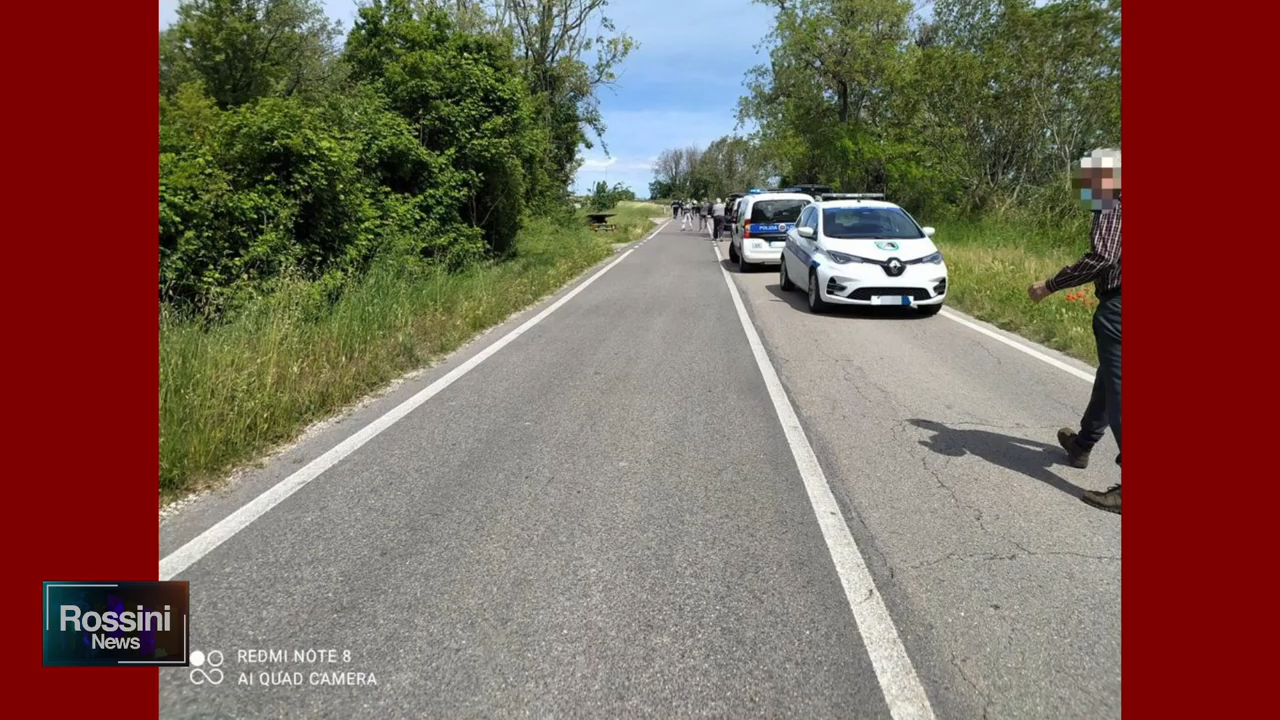 POLIZIA
Rossini
News
REDMI NOTE 8
AI QUAD CAMERA